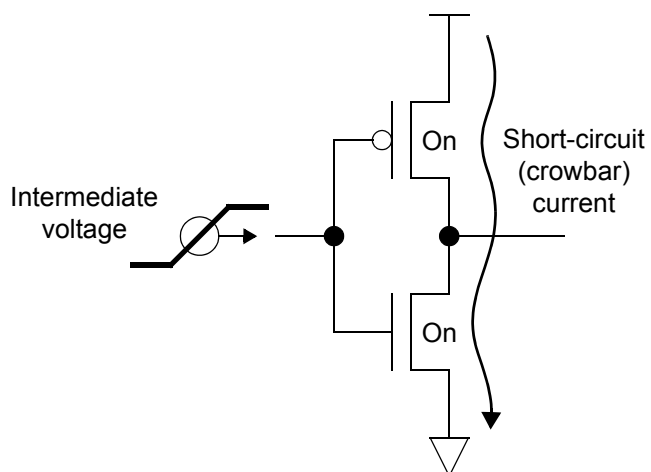 On
Short-circuit
(crowbar)
current
Intermediate
voltage
On